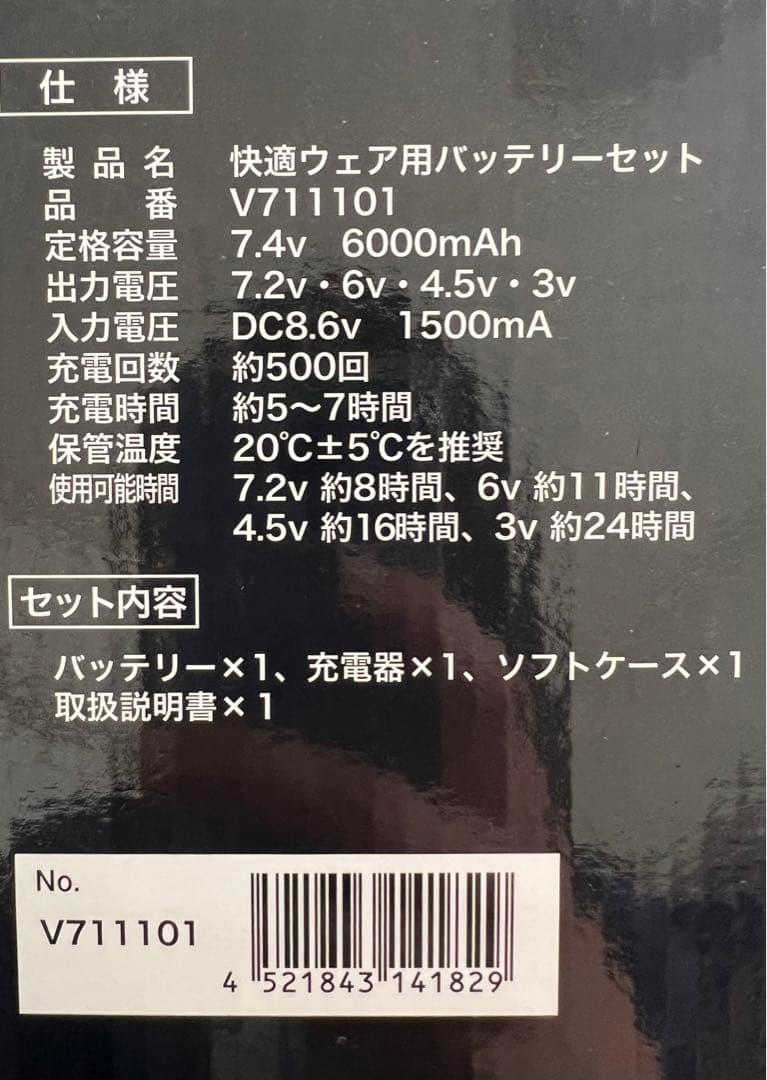 仕様
製品名 快適ウェア用バッテリーセット
品番 V711101
定格容量 7.4v 6000mAh
出力電圧 7.2v・6v・4.5v・3v
入力電圧 DC8.6v 1500mA
充電回数 約500回
充電時間 約5〜7時間
保管温度 20℃±5℃を推奨
使用可能時間 7.2v 約8時間、6v 約11時間、
4.5v 約16時間、3v 約24時間
セット内容
バッテリー×1、充電器×1、ソフトケース×1
取扱説明書×1
No.
V711101
4 521843 141829